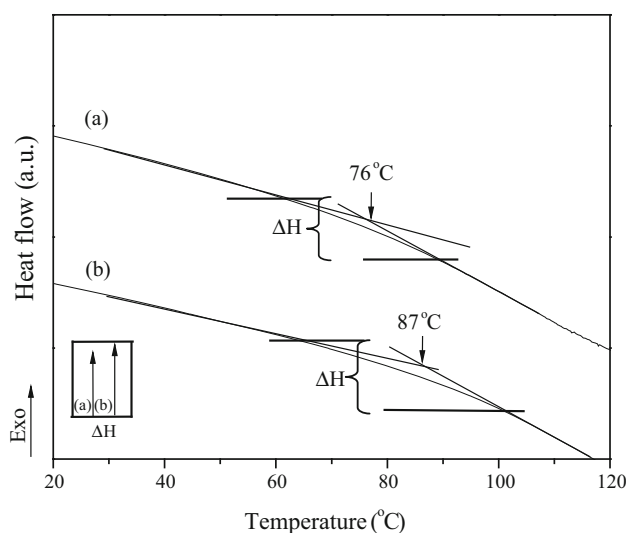 (a)
76°C
ΔH
(b)
87°C
ΔH
(a) (b)
ΔH
Exo
Heat flow (a.u.)
20 40 60 80 100 120
Temperature (°C)